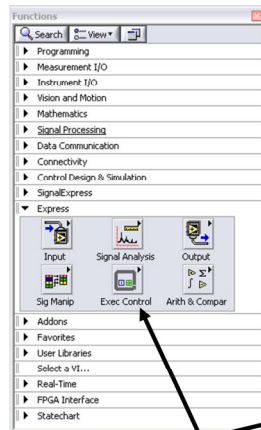 Functions
Search View
Programming
Measurement I/O
Instrument I/O
Vision and Motion
Mathematics
Signal Processing
Data Communication
Connectivity
Control Design & Simulation
SignalExpress
Express
Input Signal Analysis Output
Sig Manip Exec Control Arith & Compar
Addons
Favorites
User Libraries
Select a VI...
Real-Time
FPGA Interface
Statechart